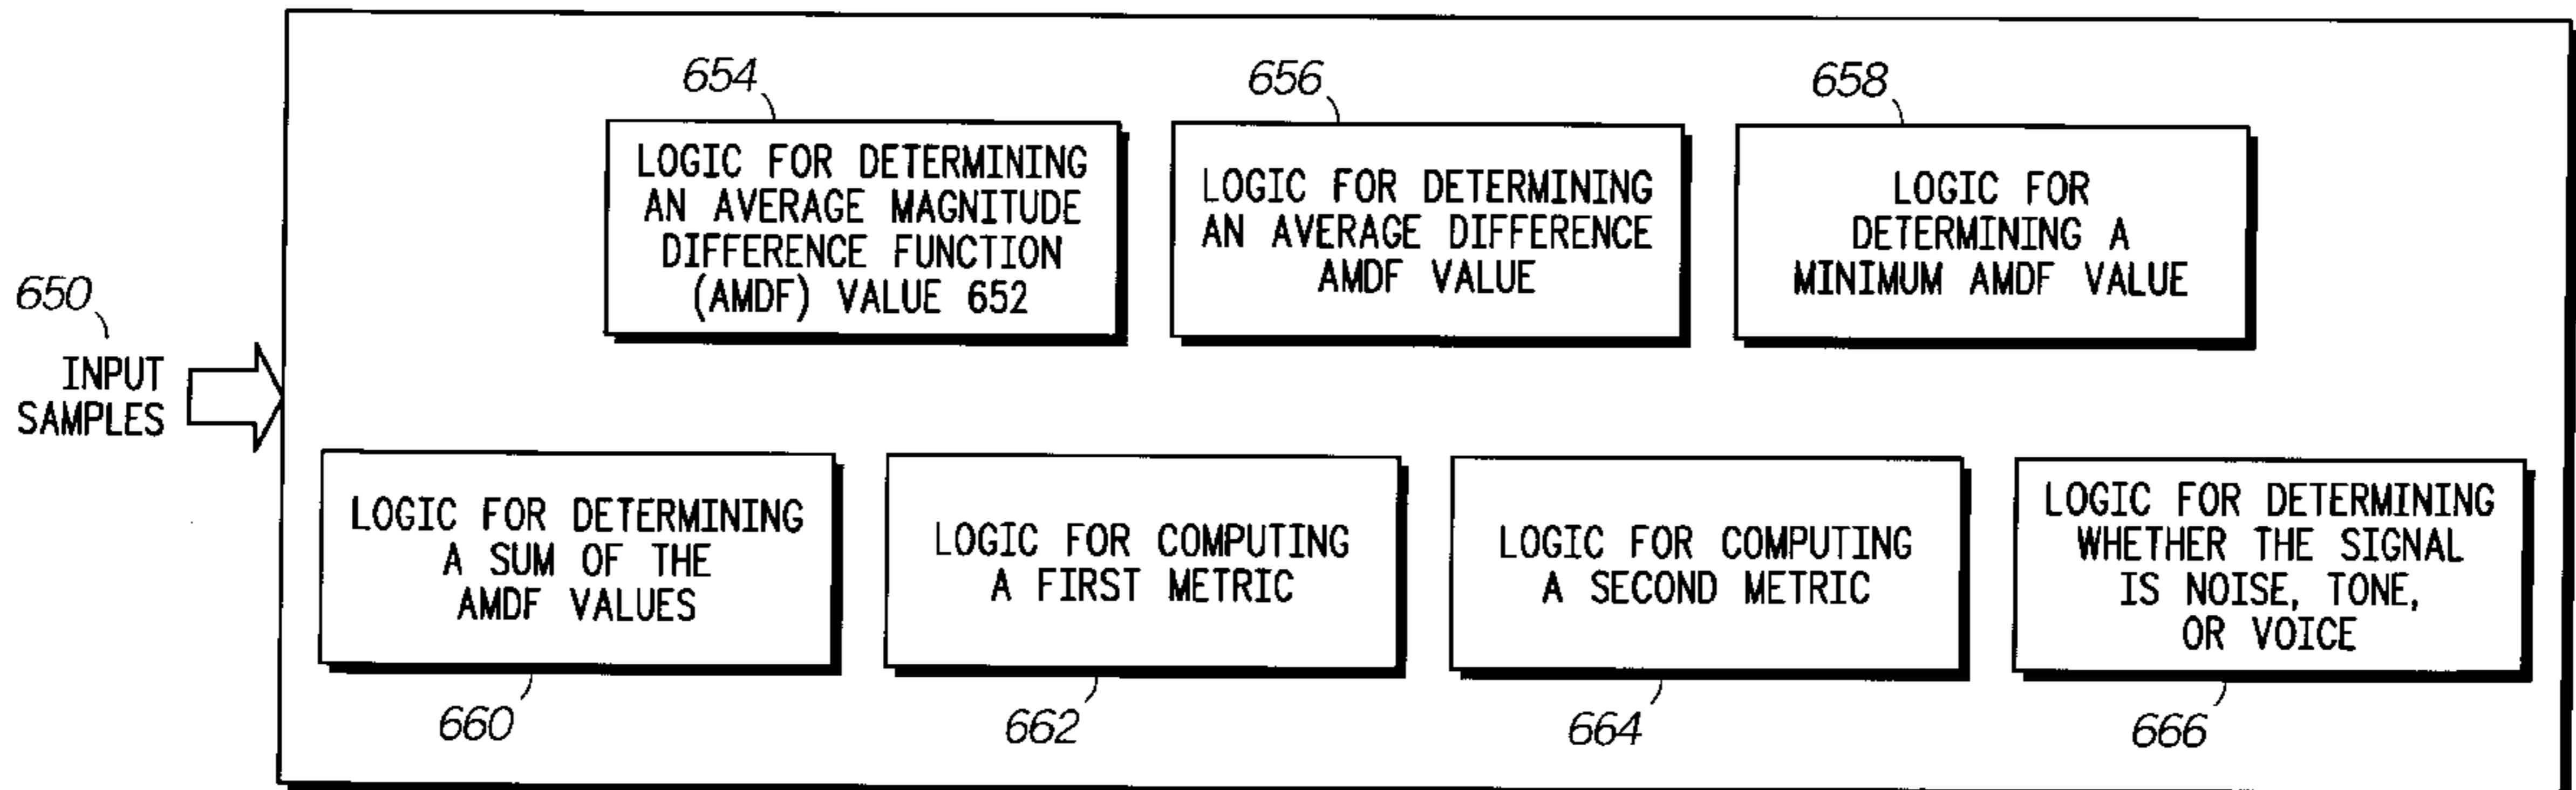 654
LOGIC FOR DETERMINING
AN AVERAGE MAGNITUDE
DIFFERENCE FUNCTION
(AMDF) VALUE 652
656
LOGIC FOR DETERMINING
AN AVERAGE DIFFERENCE
AMDF VALUE
658
LOGIC FOR
DETERMINING A
MINIMUM AMDF VALUE
650
INPUT
SAMPLES
LOGIC FOR DETERMINING
A SUM OF THE
AMDF VALUES
660
LOGIC FOR COMPUTING
A FIRST METRIC
662
LOGIC FOR COMPUTING
A SECOND METRIC
664
LOGIC FOR DETERMINING
WHETHER THE SIGNAL
IS NOISE, TONE,
OR VOICE
666